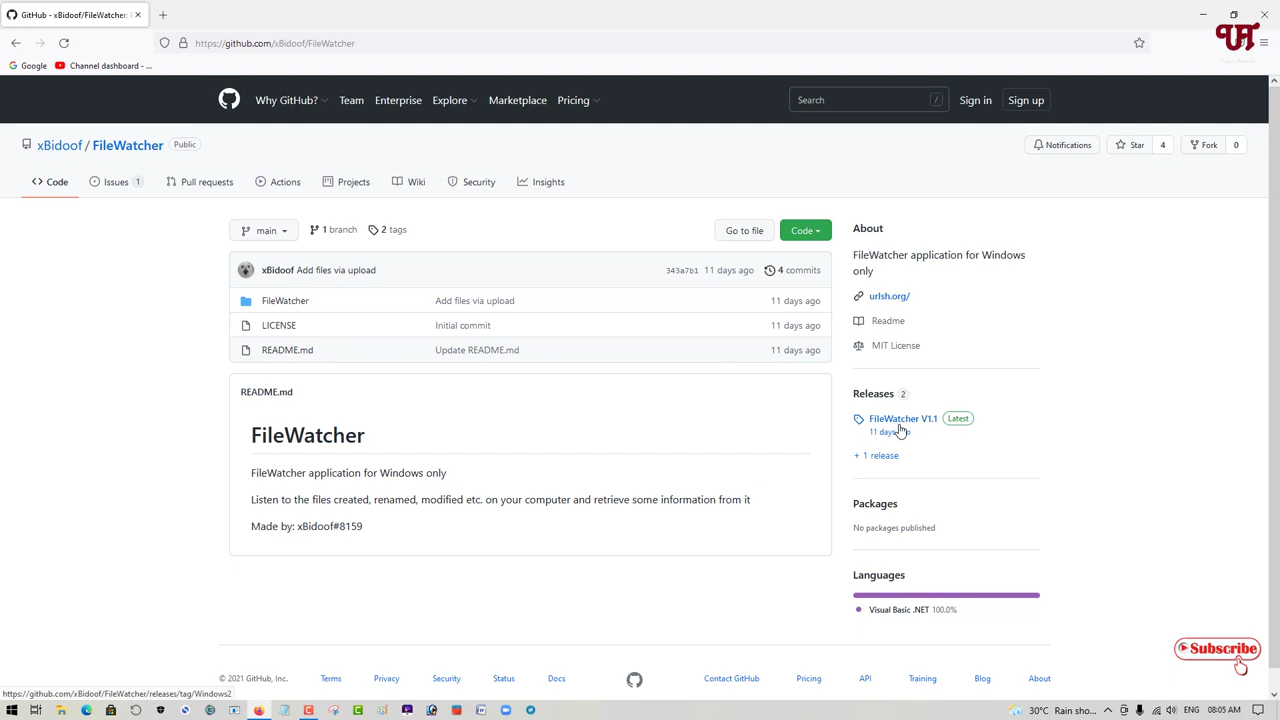 GitHub - xBidoof/FileWatcher:
https://github.com/xBidoof/FileWatcher
Google
Channel dashboard - ...
Why GitHub?
Team
Enterprise
Explore
Marketplace
Pricing
Search
/
Sign in
Sign up
xBidoof / FileWatcher
Public
Notifications
Star
4
Fork
0
Code
Issues 1
Pull requests
Actions
Projects
Wiki
Security
Insights
main
1 branch
2 tags
Go to file
Code
xBidoof Add files via upload
343a7b1 11 days ago
4 commits
FileWatcher
Add files via upload
11 days ago
LICENSE
Initial commit
11 days ago
README.md
Update README.md
11 days ago
README.md
FileWatcher
FileWatcher application for Windows only
Listen to the files created, renamed, modified etc. on your computer and retrieve some information from it
Made by: xBidoof#8159
About
FileWatcher application for Windows
only
urlsh.org/
Readme
MIT License
Releases 2
FileWatcher V1.1 Latest
11 days
+ 1 release
Packages
No packages published
Languages
Visual Basic .NET 100.0%
Subscribe
© 2021 GitHub, Inc.
Terms
Privacy
Security
Status
Docs
Contact GitHub
Pricing
API
Training
Blog
About
https://github.com/xBidoof/FileWatcher/releases/tag/Windows2
30°C Rain sho...
ENG
08:05 AM